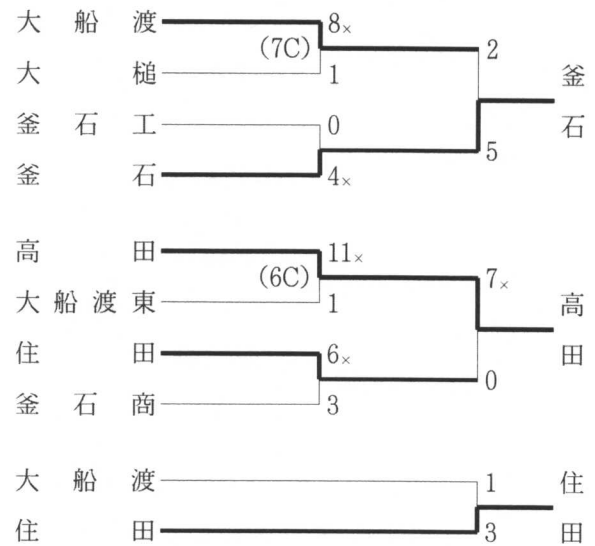 大船渡 8×
(7C) 2
大槌 1 釜
釜石工 0 石
5
釜石 4×
高田 11×
(6C) 7×
大船渡東 1 高
住田 6× 田
0
釜石商 3
大船渡 1 住
住田 3 田